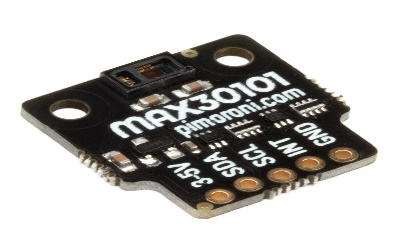 MAX30101
pimoroni.com
3-5V
SDA
SCL
INT
GND